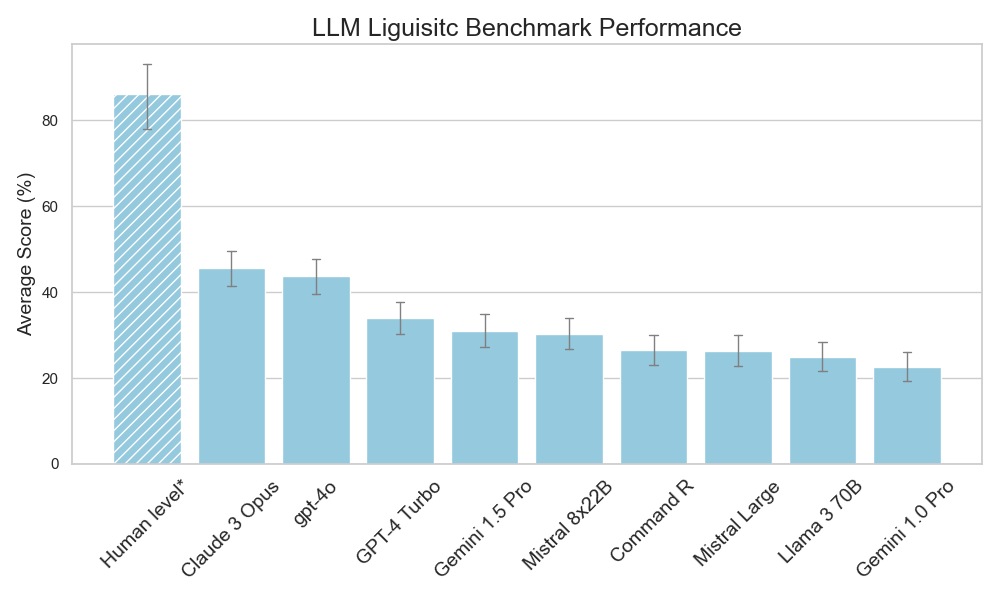 LLM Liguisitc Benchmark Performance
Average Score (%)
80
60
40
20
0
Human level*
Claude 3 Opus
gpt-4o
GPT-4 Turbo
Gemini 1.5 Pro
Mistral 8x22B
Command R
Mistral Large
Llama 3 70B
Gemini 1.0 Pro